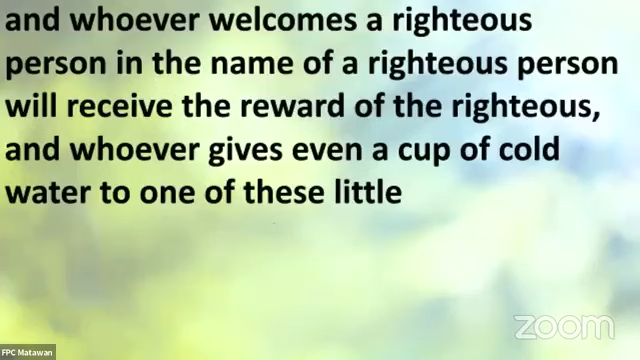 and whoever welcomes a righteous
person in the name of a righteous person
will receive the reward of the righteous,
and whoever gives even a cup of cold
water to one of these little
zoom
FPC Matawan